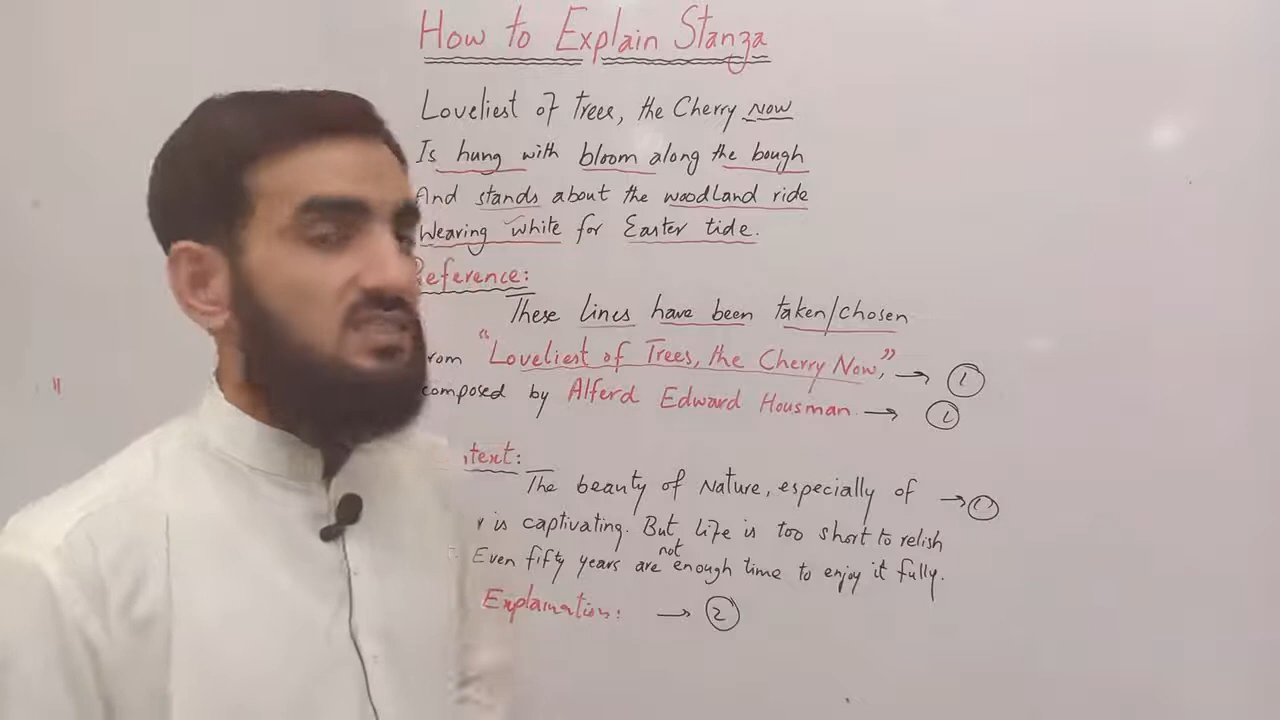 How to Explain Stanza
Loveliest of Trees, the Cherry now
Is hung with bloom along the bough
And stands about the woodland ride
Wearing white for Easter tide.
Reference:
These lines have been taken/chosen
rom "Loveliest of Trees, the Cherry Now", → 1
composed by Alferd Edward Housman. → 1
text:
The beauty of Nature, especially of →
r is captivating. But life is too short to relish
Even fifty years are not enough time to enjoy it fully.
Explanation: → 2